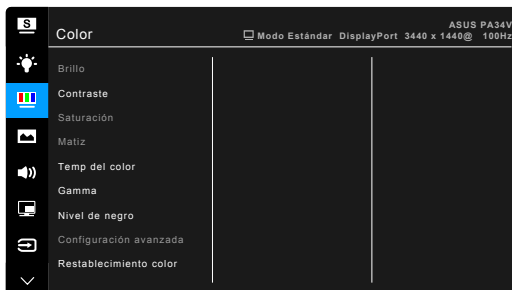 S
ASUS PA34V
Color
Modo Estándar DisplayPort 3440 x 1440@ 100Hz
Brillo
Contraste
Saturación
Matiz
Temp del color
Gamma
Nivel de negro
Configuración avanzada
Restablecimiento color